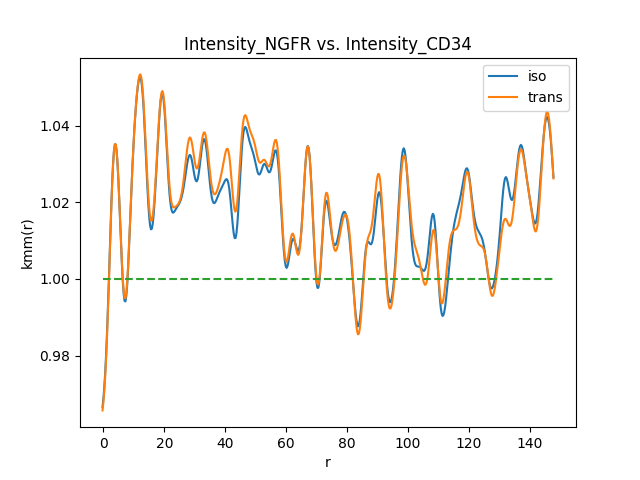 Intensity_NGFR vs. Intensity_CD34
iso
trans
kmm(r)
1.04
1.02
1.00
0.98
0 20 40 60 80 100 120 140
r